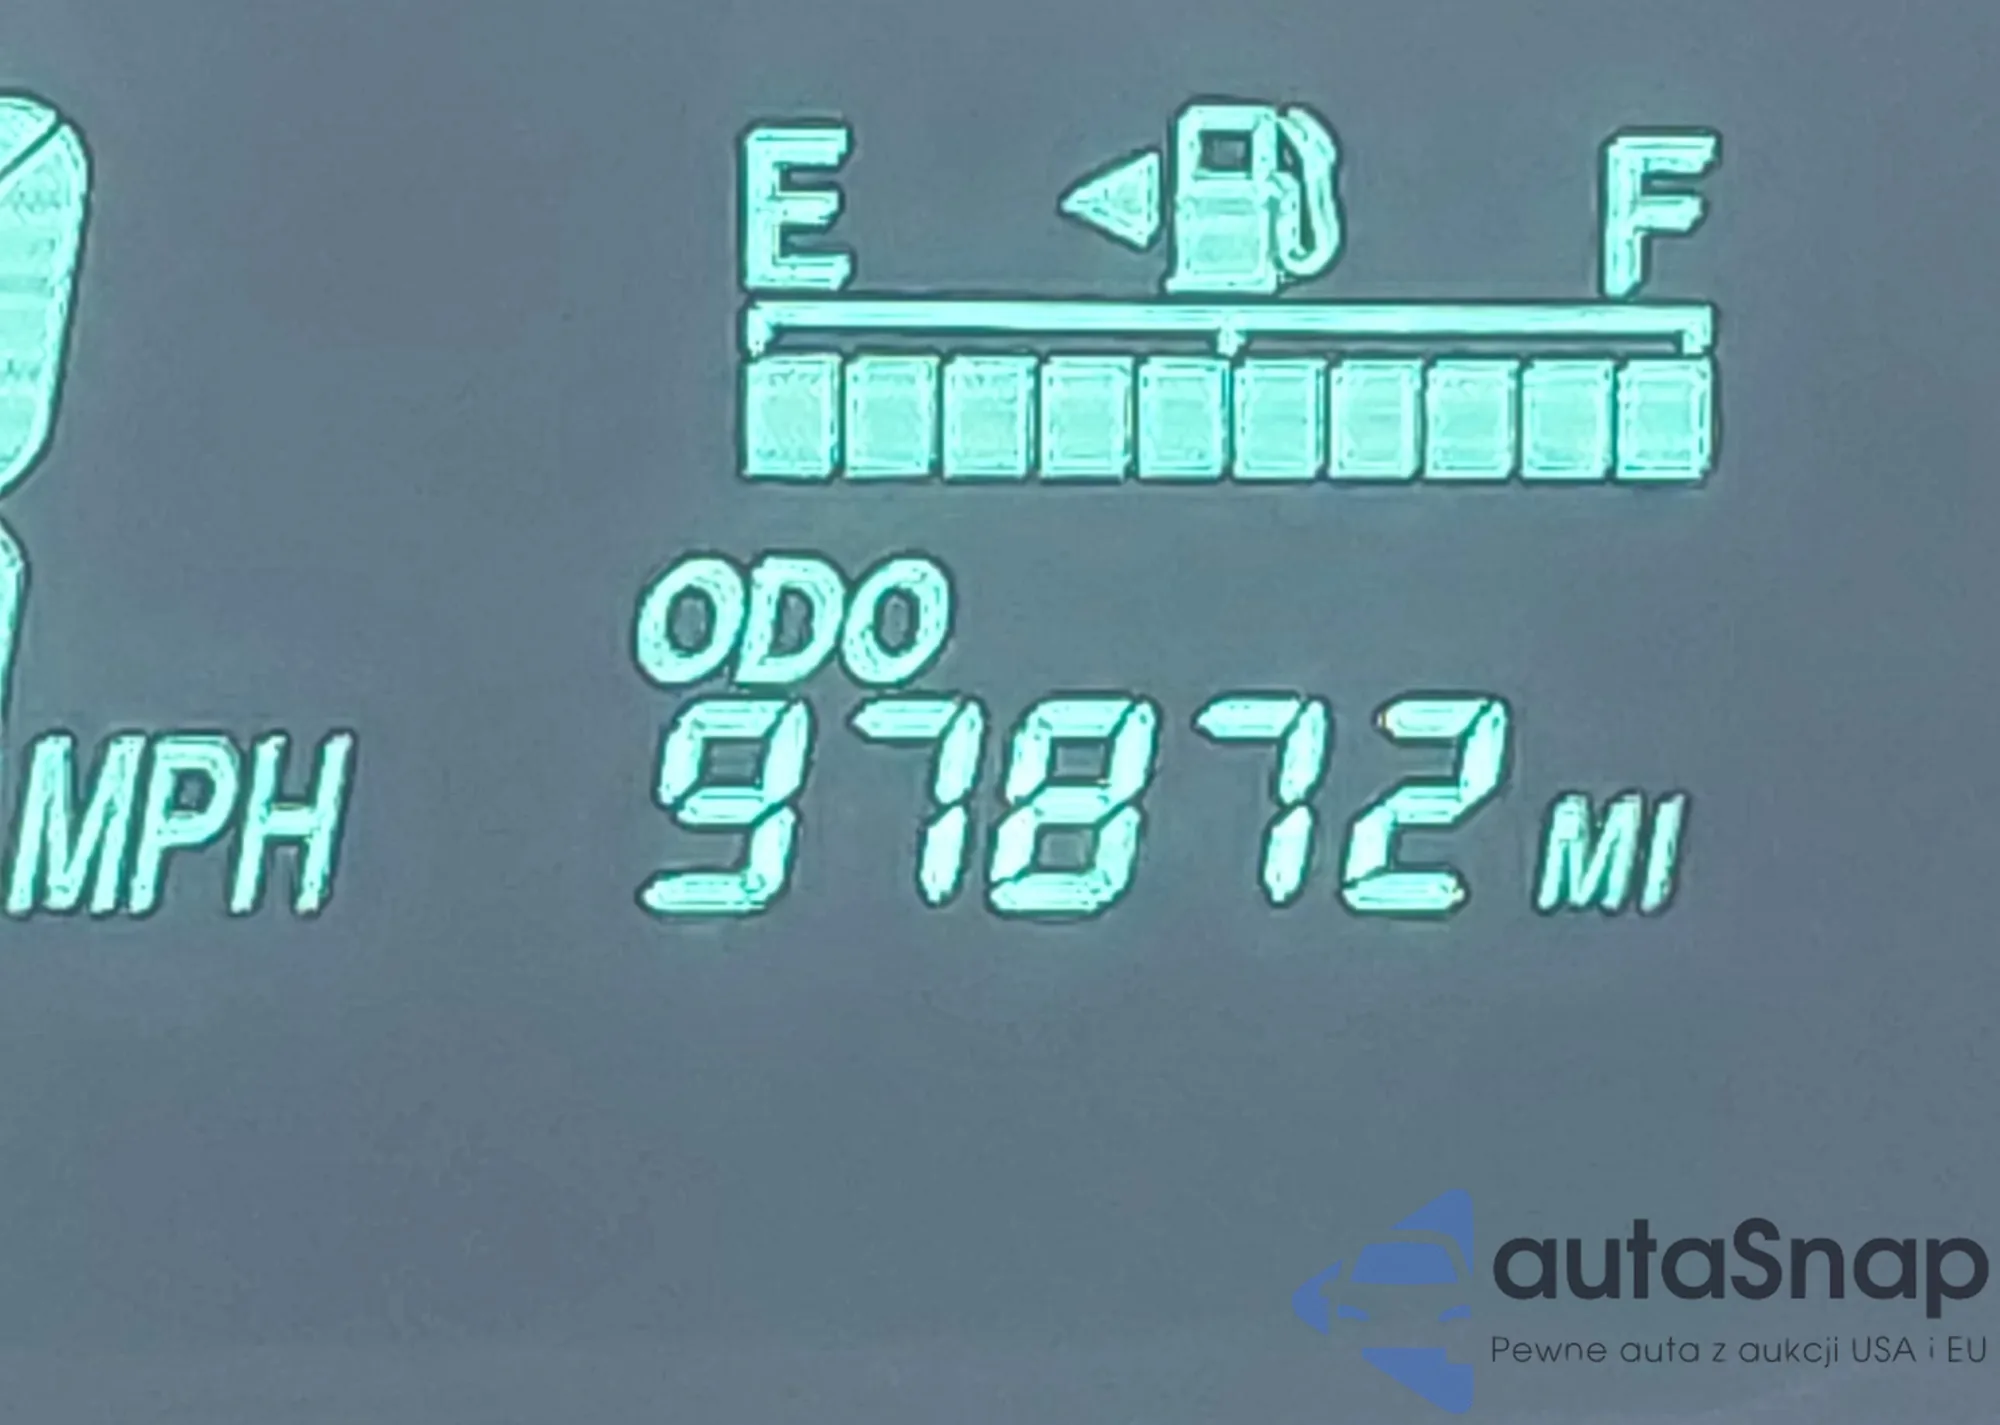 E F
ODO
97872 MI
MPH
autaSnap
Pewne auta z aukcji USA i EU